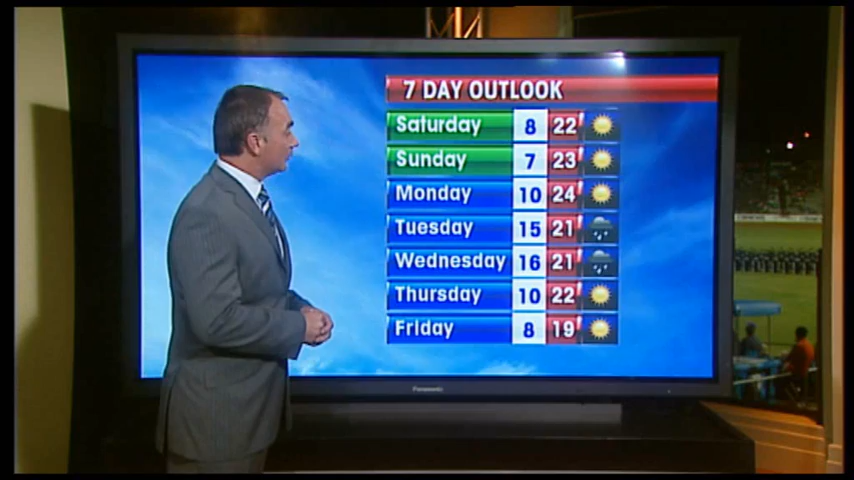 7 DAY OUTLOOK
Saturday 8 22
Sunday 7 23
Monday 10 24
Tuesday 15 21
Wednesday 16 21
Thursday 10 22
Friday 8 19
Panasonic